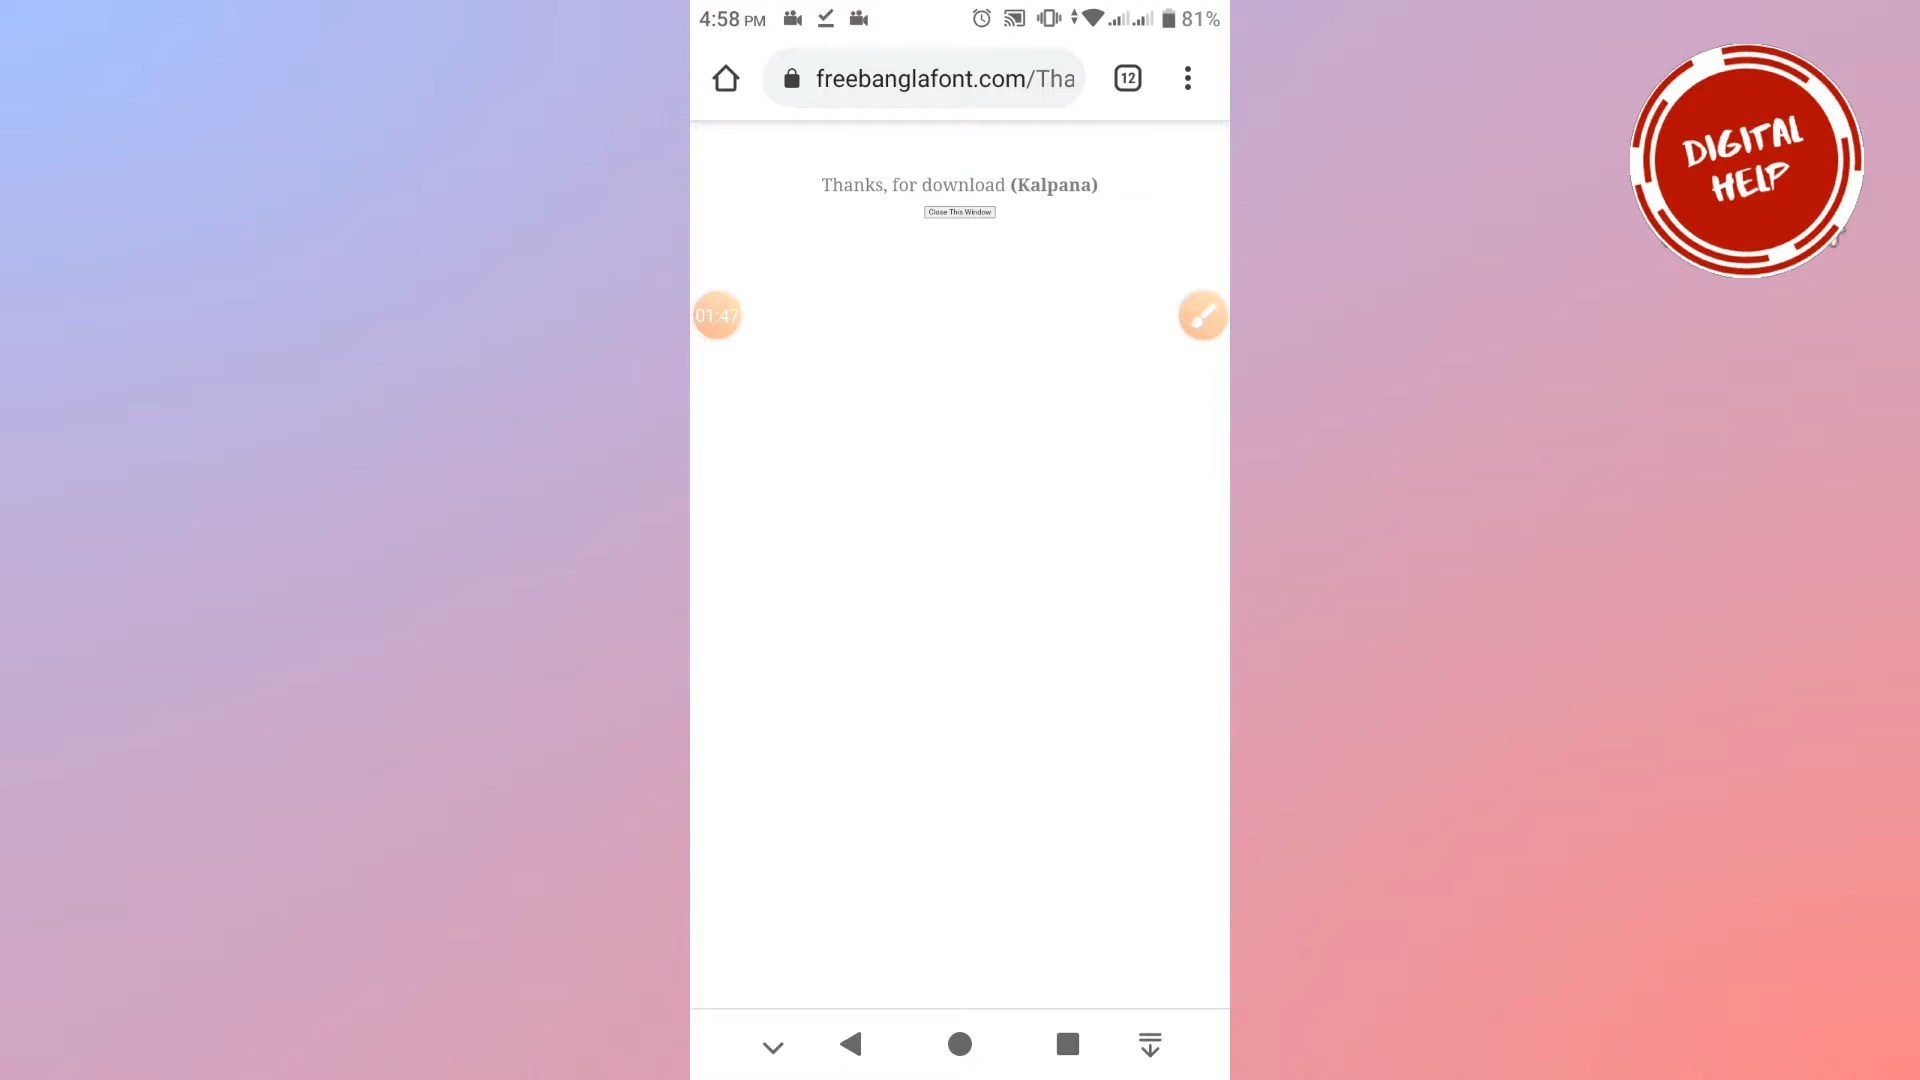 4:58 PM 81%
freebanglafont.com/Tha
12
Thanks, for download (Kalpana)
Close This Window
01:47
DIGITAL
HELP